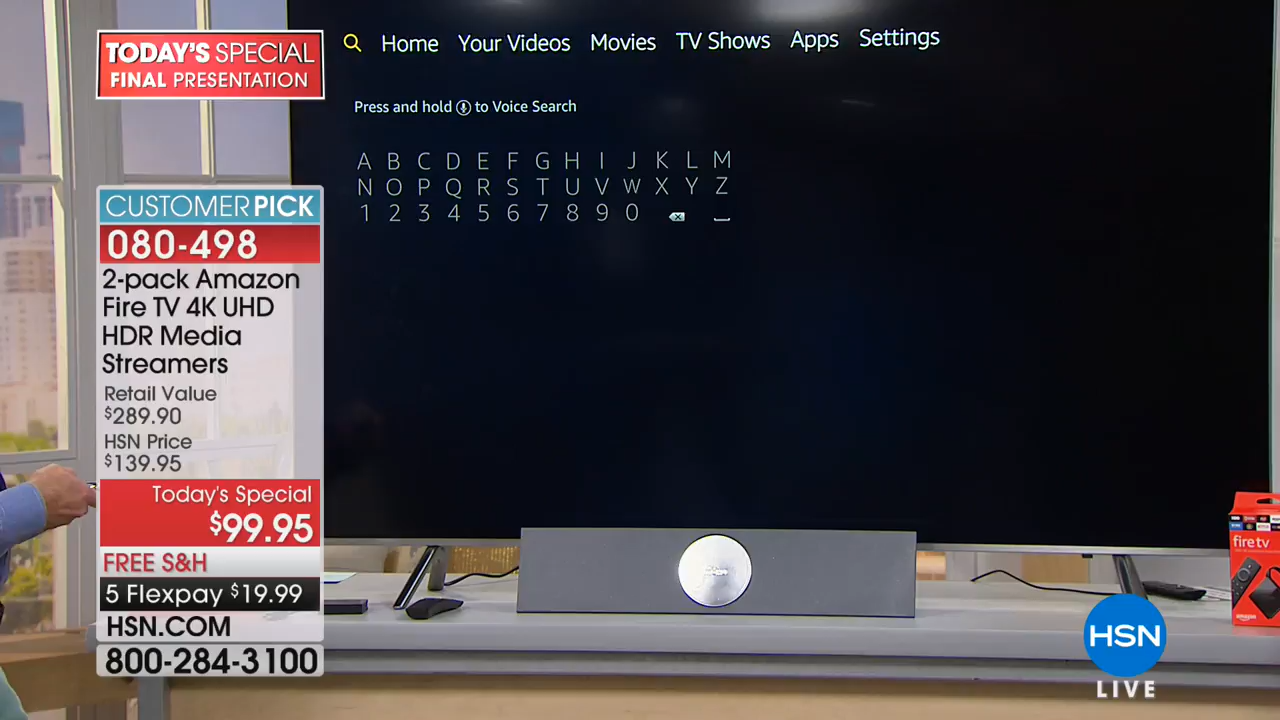 TODAY'S SPECIAL
FINAL PRESENTATION
Home Your Videos Movies TV Shows Apps Settings
Press and hold to Voice Search
A B C D E F G H I J K L M
N O P Q R S T U V W X Y Z
1 2 3 4 5 6 7 8 9 0
CUSTOMER PICK
080-498
2-pack Amazon
Fire TV 4K UHD
HDR Media
Streamers
Retail Value
$289.90
HSN Price
$139.95
Today's Special
$99.95
FREE S&H
5 Flexpay $19.99
HSN.COM
800-284-3100
firetv
amazon
HSN
LIVE